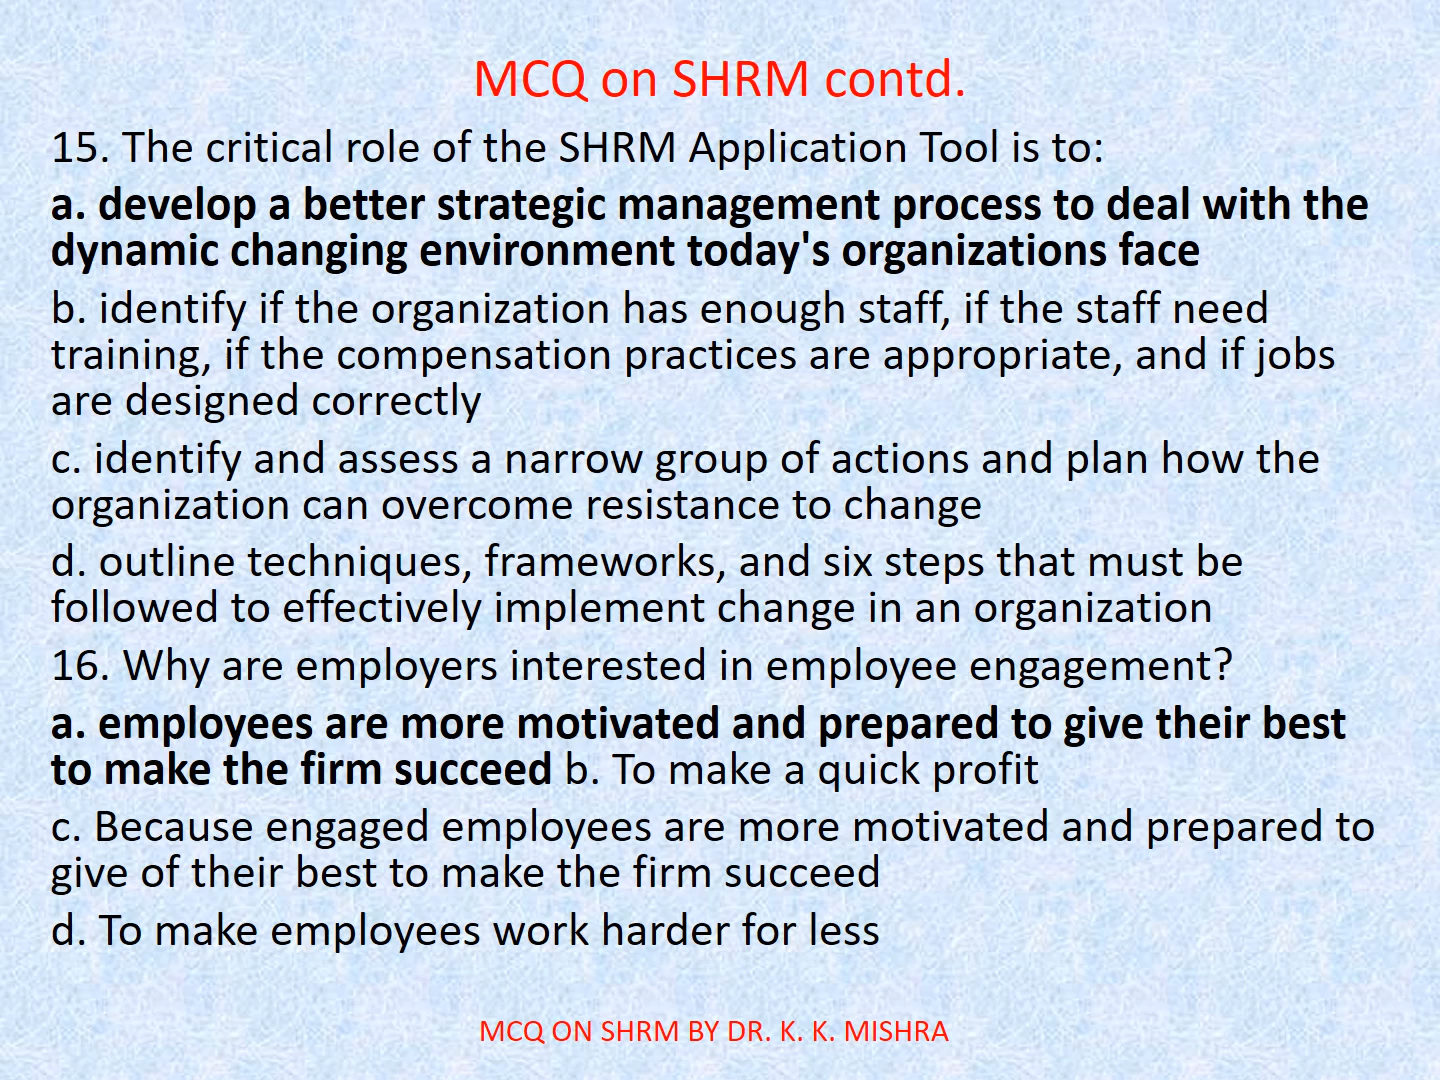 MCQ on SHRM contd.
15. The critical role of the SHRM Application Tool is to:
a. develop a better strategic management process to deal with the
dynamic changing environment today's organizations face
b. identify if the organization has enough staff, if the staff need
training, if the compensation practices are appropriate, and if jobs
are designed correctly
c. identify and assess a narrow group of actions and plan how the
organization can overcome resistance to change
d. outline techniques, frameworks, and six steps that must be
followed to effectively implement change in an organization
16. Why are employers interested in employee engagement?
a. employees are more motivated and prepared to give their best
to make the firm succeed b. To make a quick profit
c. Because engaged employees are more motivated and prepared to
give of their best to make the firm succeed
d. To make employees work harder for less
MCQ ON SHRM BY DR. K. K. MISHRA